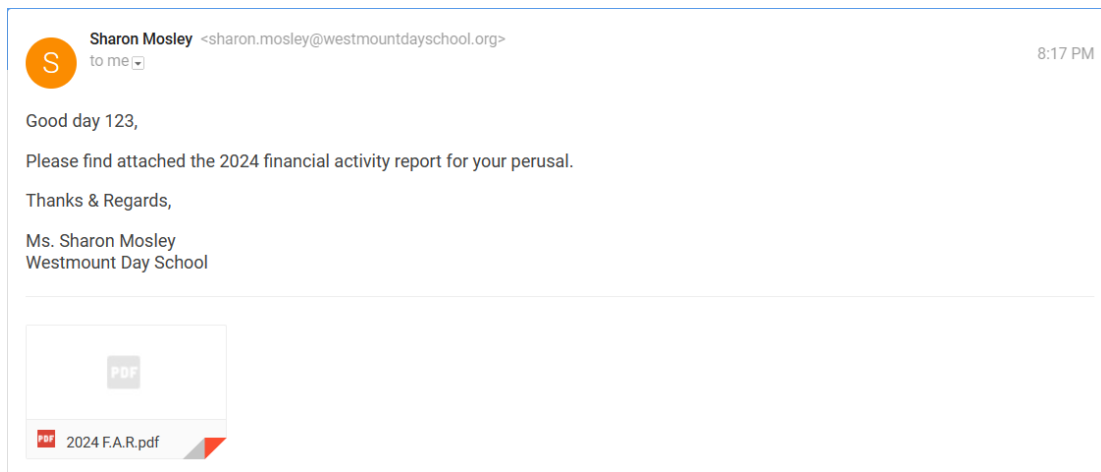 Sharon Mosley <sharon.mosley@westmountdayschool.org>
S
to me
8:17 PM
Good day 123,
Please find attached the 2024 financial activity report for your perusal.
Thanks & Regards,
Ms. Sharon Mosley
Westmount Day School
PDF
PDF 2024 F.A.R.pdf